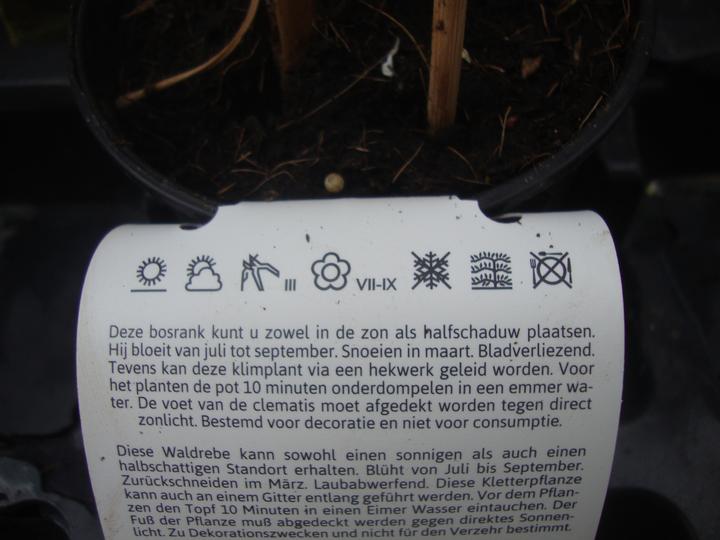 III VII-IX
Deze bosrank kunt u zowel in de zon als halfschaduw plaatsen.
Hij bloeit van juli tot september. Snoeien in maart. Bladverliezend.
Tevens kan deze klimplant via een hekwerk geleid worden. Voor
het planten de pot 10 minuten onderdompelen in een emmer wa-
ter. De voet van de clematis moet afgedekt worden tegen direct
zonlicht. Bestemd voor decoratie en niet voor consumptie.
Diese Waldrebe kann sowohl einen sonnigen als auch einen
halbschattigen Standort erhalten. Blüht von Juli bis September.
Zurückschneiden im März. Laubabwerfend. Diese Kletterpflanze
kann auch an einem Gitter entlang geführt werden. Vor dem Pflan-
zen den Topf 10 Minuten in einen Eimer Wasser eintauchen. Der
Fuß der Pflanze muß abgedeckt werden gegen direktes Sonnen-
licht. Zu Dekorationszwecken und nicht für den Verzehr bestimmt.